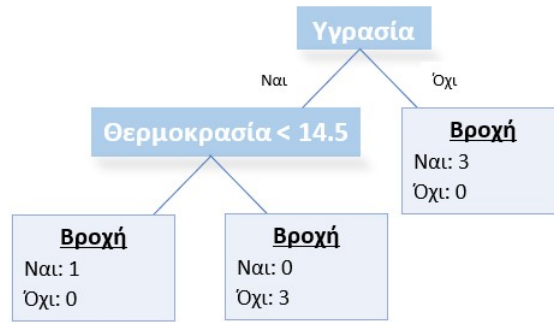 Υγρασία
Ναι
Όχι
Θερμοκρασία < 14.5
Βροχή
Ναι: 3
Όχι: 0
Βροχή
Ναι: 1
Όχι: 0
Βροχή
Ναι: 0
Όχι: 3